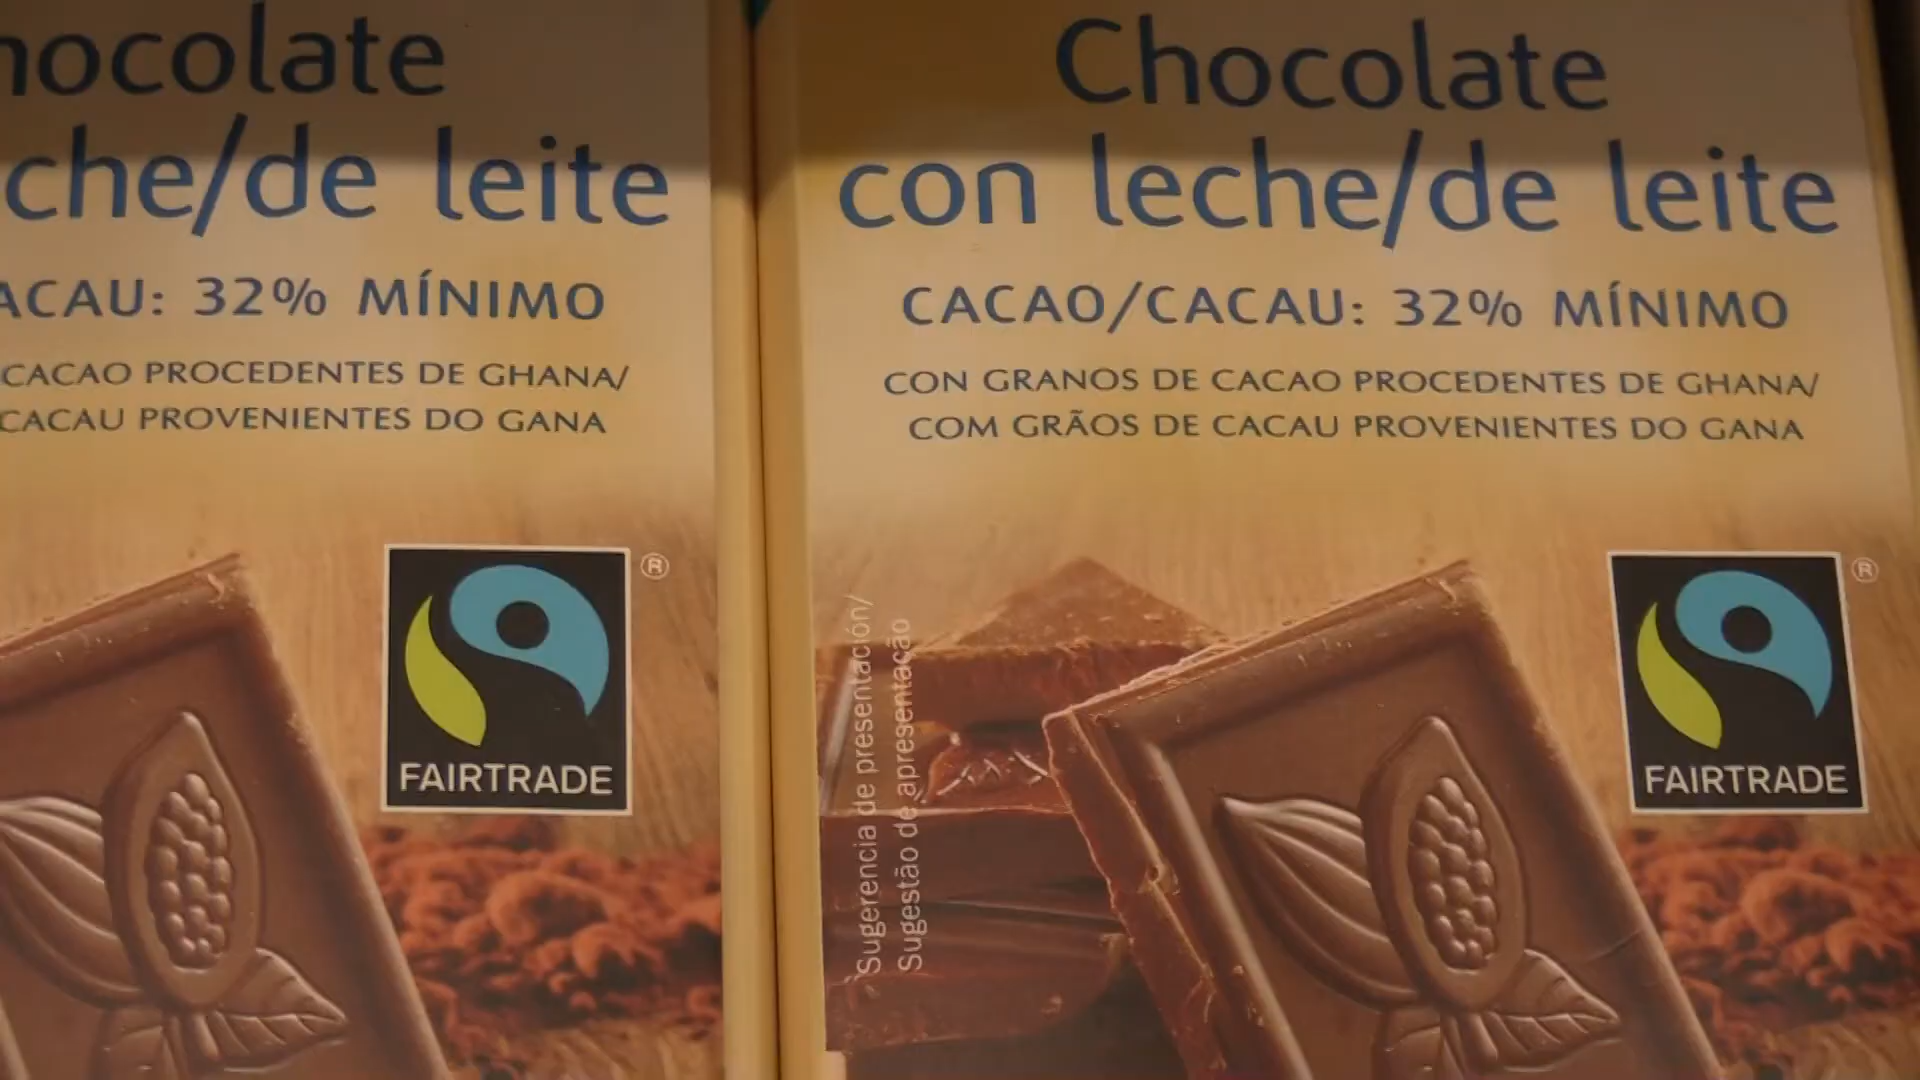 hocolate
che/de leite
ACAU: 32% MÍNIMO
CACAO PROCEDENTES DE GHANA/
CACAU PROVENIENTES DO GANA
®
FAIRTRADE
Chocolate
con leche/de leite
CACAO/CACAU: 32% MÍNIMO
CON GRANOS DE CACAO PROCEDENTES DE GHANA/
COM GRÃOS DE CACAU PROVENIENTES DO GANA
®
FAIRTRADE
Sugerencia de presentación/
Sugestão de apresentação